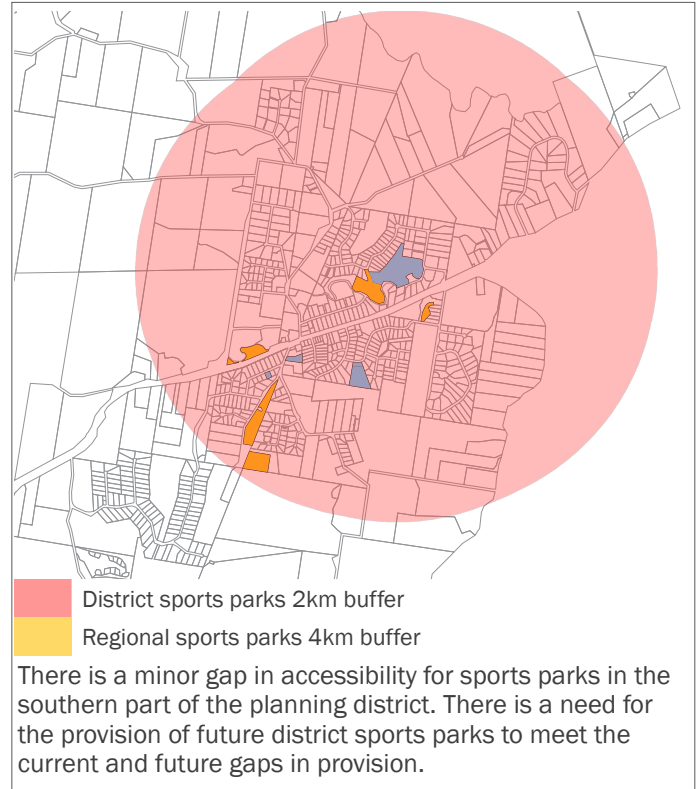 District sports parks 2km buffer
Regional sports parks 4km buffer
There is a minor gap in accessibility for sports parks in the
southern part of the planning district. There is a need for
the provision of future district sports parks to meet the
current and future gaps in provision.